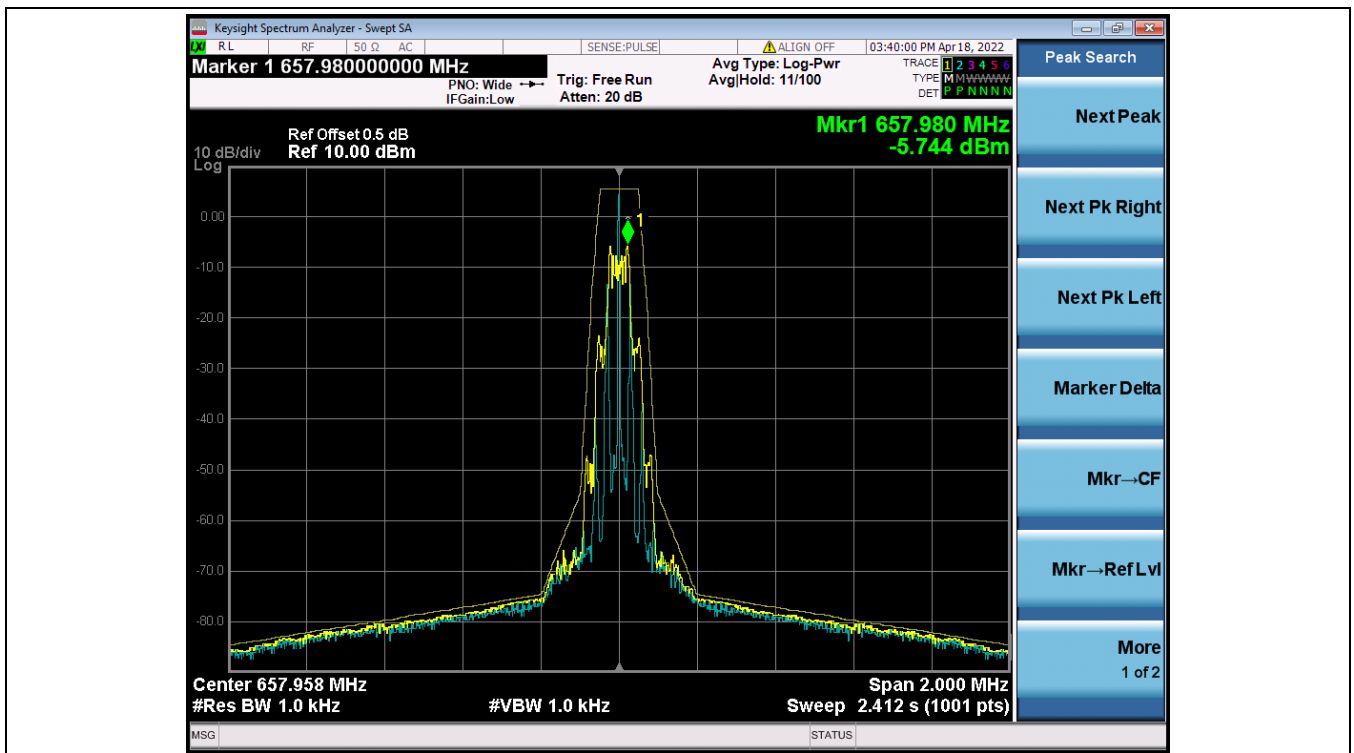 Keysight Spectrum Analyzer - Swept SA
LXI RL RF 50 Ω AC SENSE:PULSE ALIGN OFF 03:40:00 PM Apr 18, 2022
Marker 1 657.980000000 MHz
PNO: Wide
IFGain:Low
Trig: Free Run
Atten: 20 dB
Avg Type: Log-Pwr
Avg|Hold: 11/100
TRACE 1 2 3 4 5 6
TYPE M M W W W W
DET P P N N N N
Mkr1 657.980 MHz
-5.744 dBm
Ref Offset 0.5 dB
10 dB/div Ref 10.00 dBm
Log
1
0.00
-10.0
-20.0
-30.0
-40.0
-50.0
-60.0
-70.0
-80.0
Center 657.958 MHz Span 2.000 MHz
#Res BW 1.0 kHz #VBW 1.0 kHz Sweep 2.412 s (1001 pts)
MSG STATUS
Peak Search
Next Peak
Next Pk Right
Next Pk Left
Marker Delta
Mkr→CF
Mkr→Ref Lvl
More
1 of 2